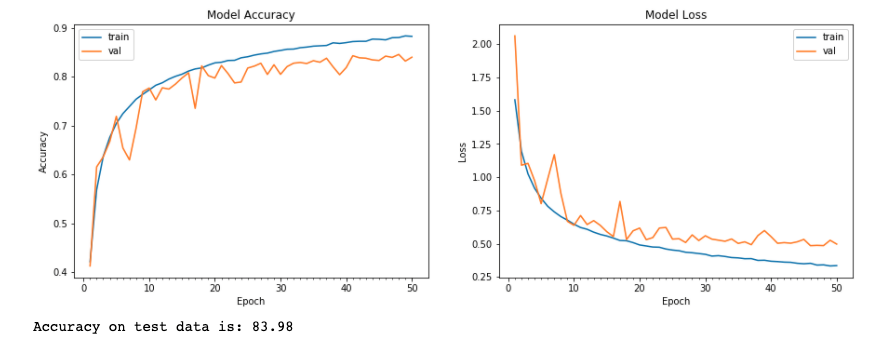 Model Accuracy
train
val
0.9
0.8
0.7
0.6
0.5
0.4
Accuracy
0
10
20
30
40
50
Epoch
Model Loss
train
val
2.00
1.75
1.50
1.25
1.00
0.75
0.50
0.25
Loss
0
10
20
30
40
50
Epoch
Accuracy on test data is: 83.98